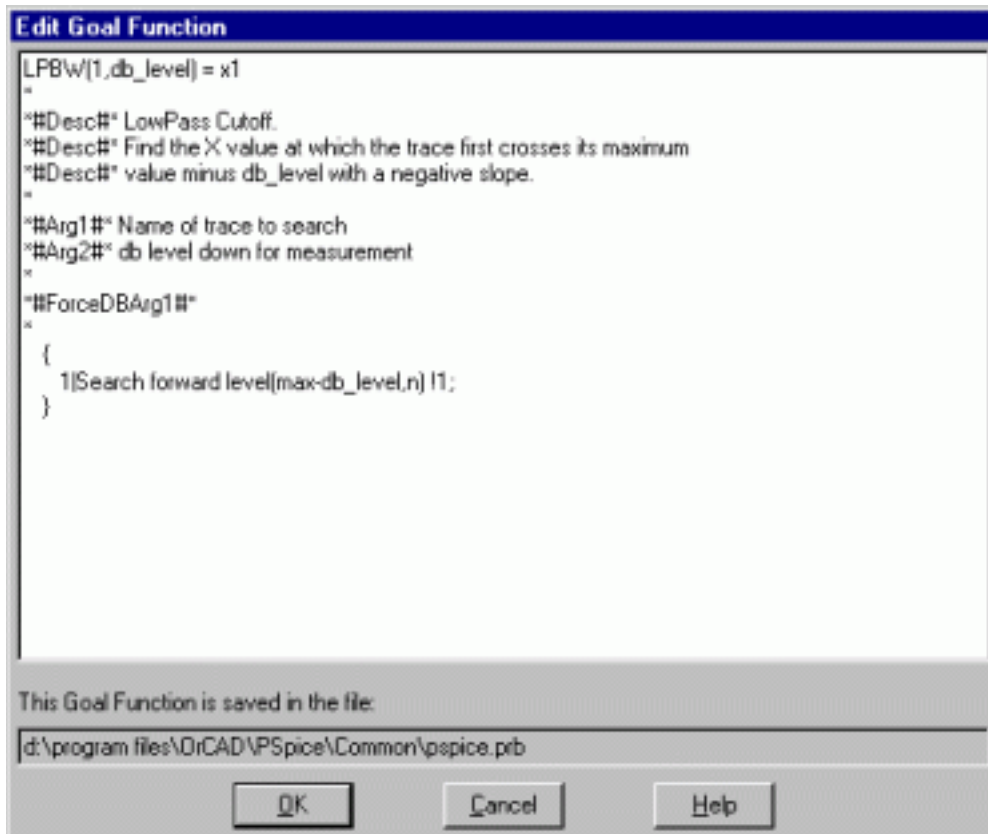 Edit Goal Function
LPBW(1,db_level) = x1
*
*#Desc#* LowPass Cutoff.
*#Desc#* Find the X value at which the trace first crosses its maximum
*#Desc#* value minus db_level with a negative slope.
*
*#Arg1#* Name of trace to search
*#Arg2#* db level down for measurement
*
*#ForceDBArg1#*
*
{
1|Search forward level(max-db_level,n) !1;
}
This Goal Function is saved in the file:
d:\program files\OrCAD\PSpice\Common\pspice.prb
OK Cancel Help